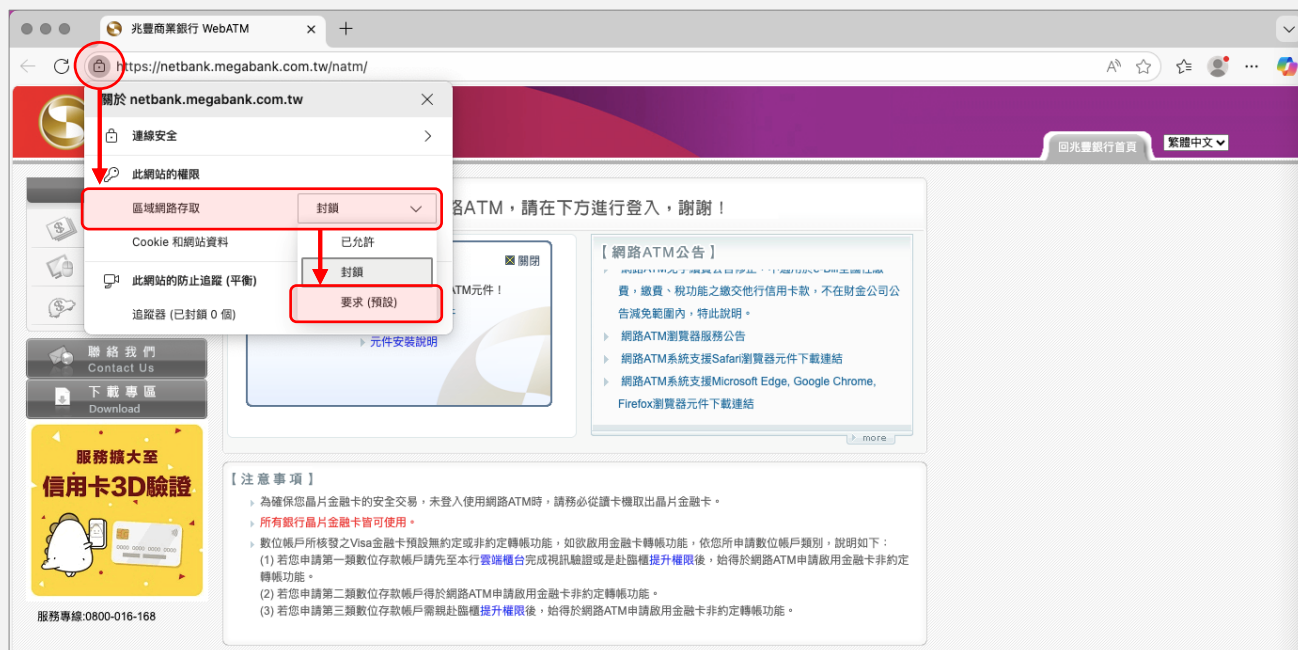 兆豐商業銀行 WebATM
https://netbank.megabank.com.tw/natm/
關於 netbank.megabank.com.tw
連線安全
此網站的權限
區域網路存取
封鎖
Cookie 和網站資料
已允許
封鎖
要求 (預設)
此網站的防止追蹤 (平衡)
追蹤器 (已封鎖 0 個)
回兆豐銀行首頁
繁體中文
ATM，請在下方進行登入，謝謝！
關閉
ATM元件！
元件安裝說明
【網路ATM公告】
費，繳費、稅功能之繳交他行信用卡款，不在財金公司公
告減免範圍內，特此說明。
網路ATM瀏覽器服務公告
網路ATM系統支援Safari瀏覽器元件下載連結
網路ATM系統支援Microsoft Edge, Google Chrome,
Firefox瀏覽器元件下載連結
more
聯絡我們
Contact Us
下載專區
Download
服務擴大至
信用卡3D驗證
0000 0000 0000 0000
服務專線:0800-016-168
【注意事項】
為確保您晶片金融卡的安全交易，未登入使用網路ATM時，請務必從讀卡機取出晶片金融卡。
所有銀行晶片金融卡皆可使用。
數位帳戶所核發之Visa金融卡預設無約定或非約定轉帳功能，如欲啟用金融卡轉帳功能，依您所申請數位帳戶類別，說明如下：
(1) 若您申請第一類數位存款帳戶請先至本行雲端櫃台完成視訊驗證或是赴臨櫃提升權限後，始得於網路ATM申請啟用金融卡非約定
轉帳功能。
(2) 若您申請第二類數位存款帳戶得於網路ATM申請啟用金融卡非約定轉帳功能。
(3) 若您申請第三類數位存款帳戶需親赴臨櫃提升權限後，始得於網路ATM申請啟用金融卡非約定轉帳功能。